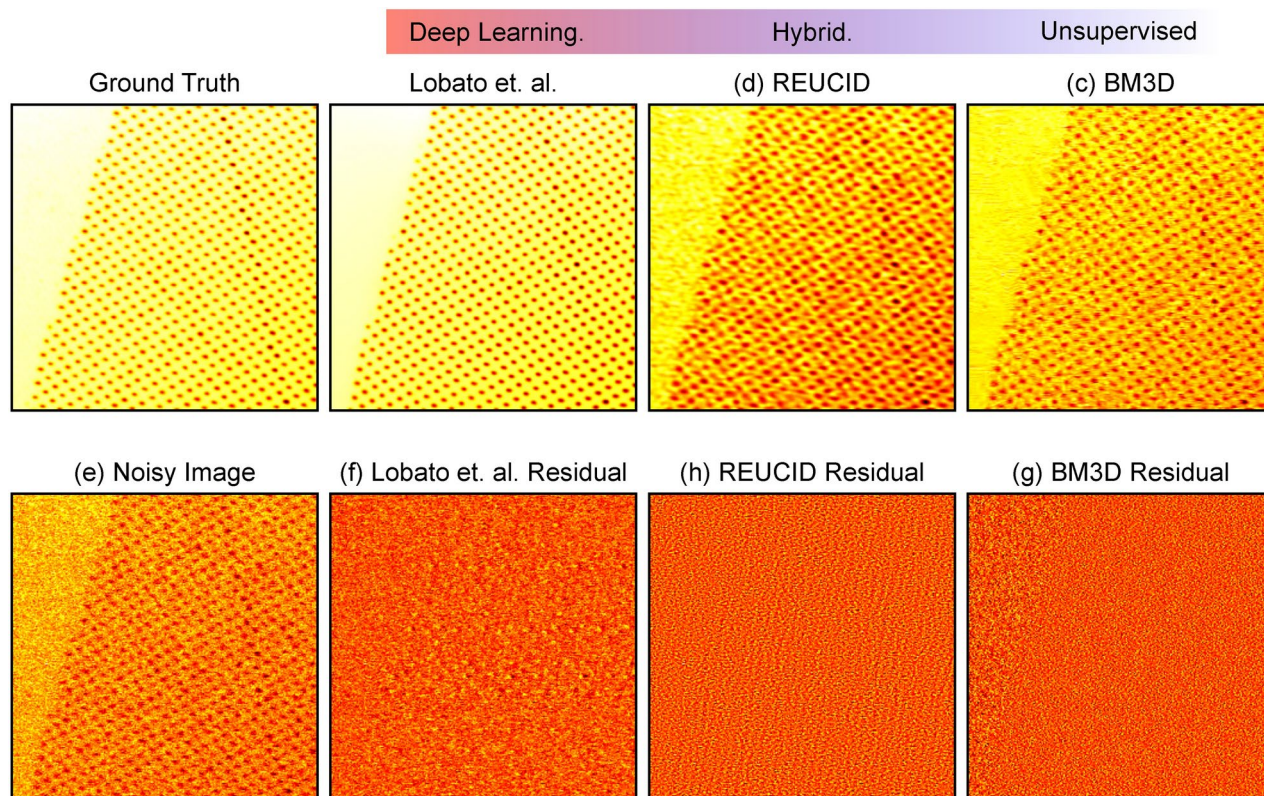 Deep Learning. Hybrid. Unsupervised
Ground Truth Lobato et. al. (d) REUCID (c) BM3D
(e) Noisy Image (f) Lobato et. al. Residual (h) REUCID Residual (g) BM3D Residual